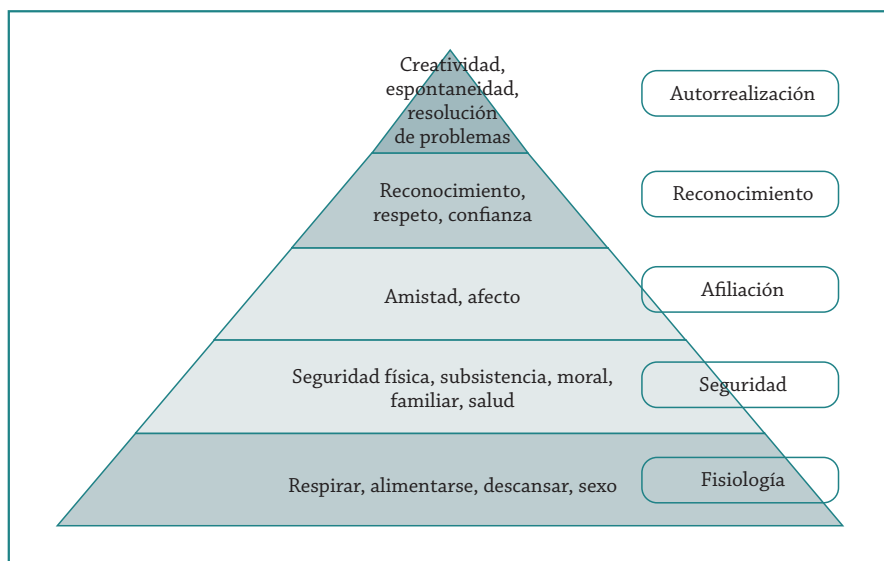 Creatividad,
espontaneidad,
resolución
de problemas
Autorrealización
Reconocimiento,
respeto, confianza
Reconocimiento
Amistad, afecto
Afiliación
Seguridad física, subsistencia, moral,
familiar, salud
Seguridad
Respirar, alimentarse, descansar, sexo
Fisiología